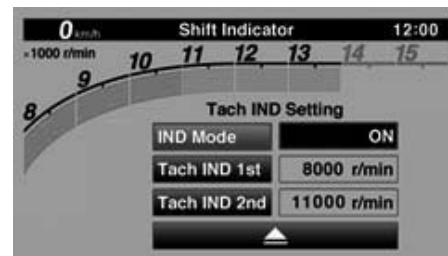 0 km/h Shift Indicator 12:00
×1000 r/min
8 9 10 11 12 13 14 15
Tach IND Setting
IND Mode ON
Tach IND 1st 8000 r/min
Tach IND 2nd 11000 r/min